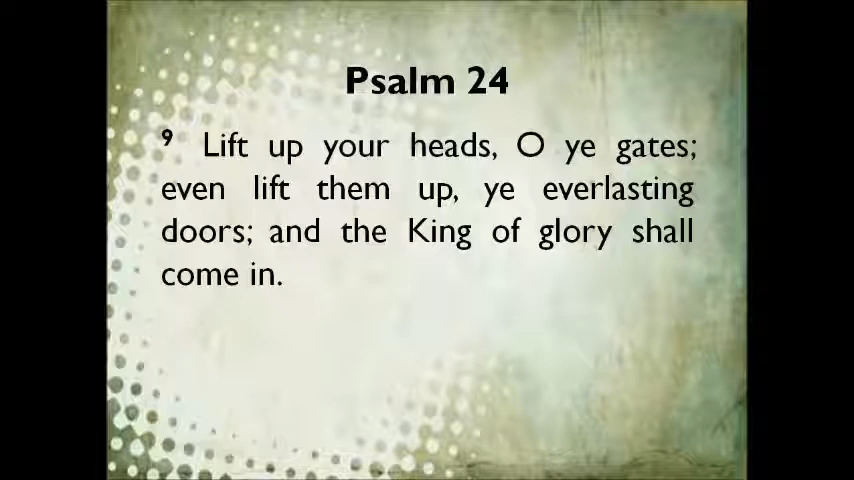 Psalm 24
9 Lift up your heads, O ye gates;
even lift them up, ye everlasting
doors; and the King of glory shall
come in.